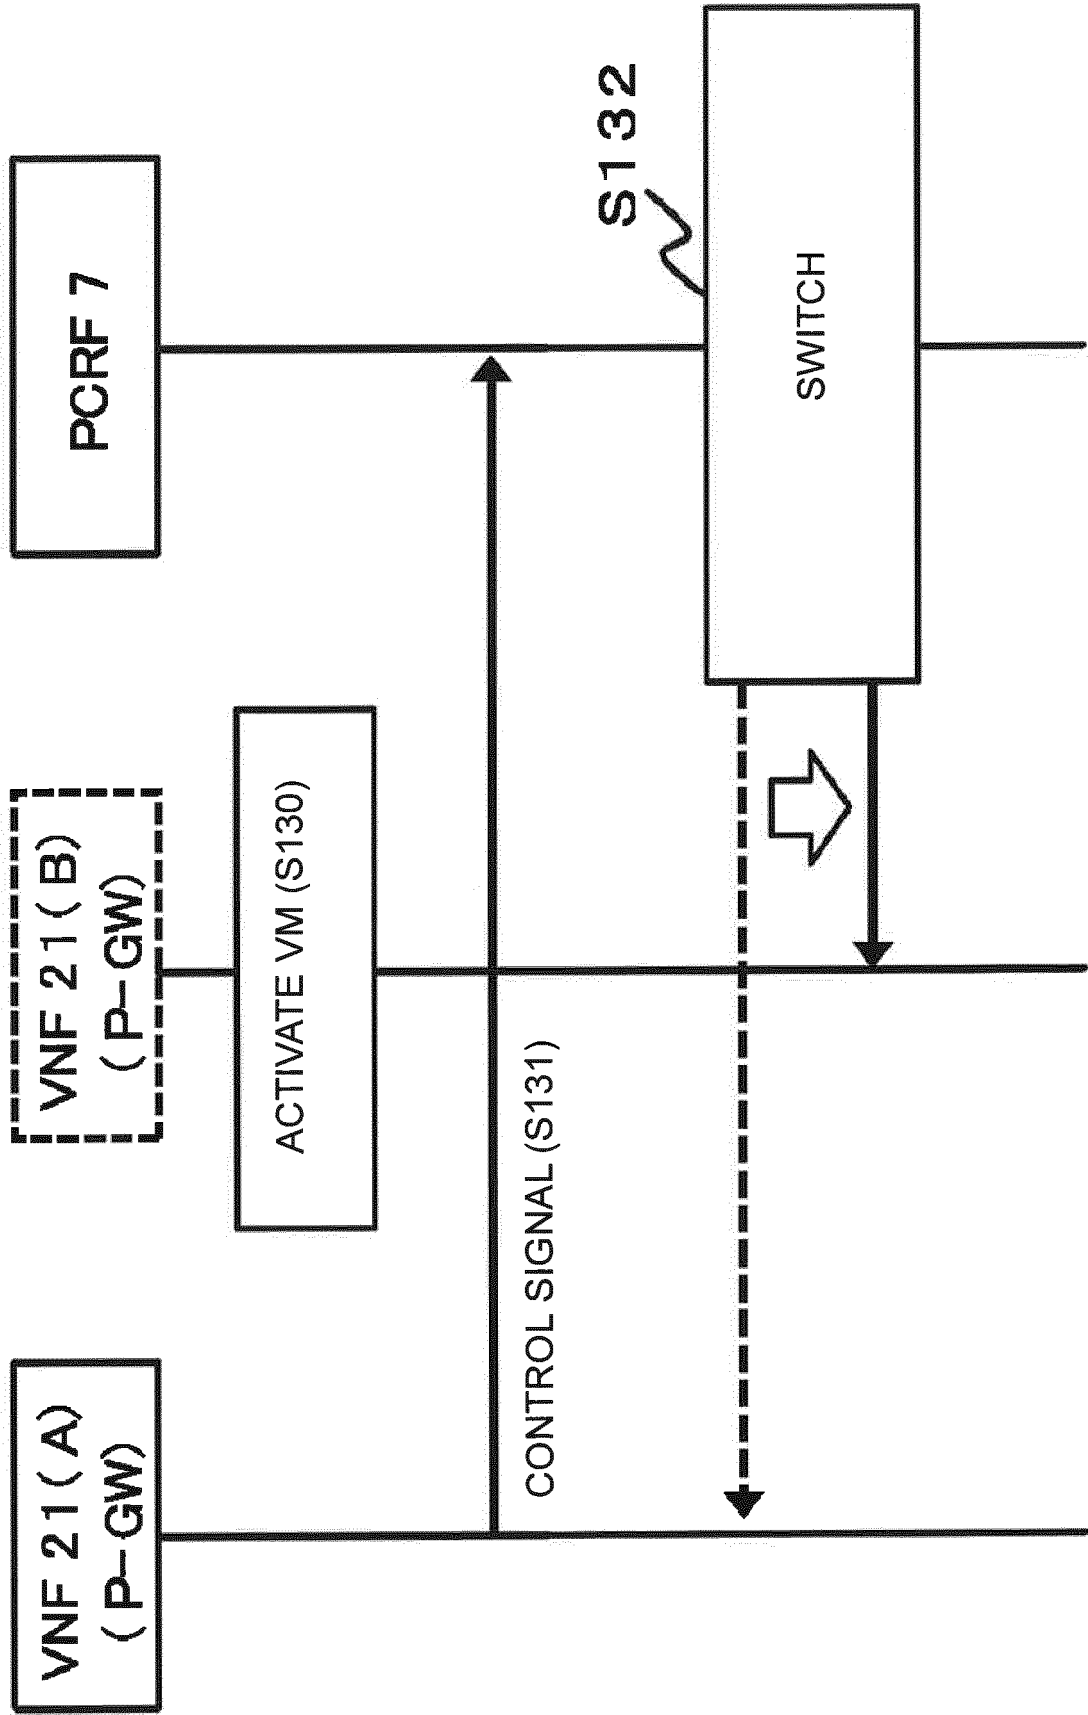 VNF 21(A)
(P-GW)
VNF 21(B)
(P-GW)
PCRF 7
ACTIVATE VM (S130)
CONTROL SIGNAL (S131)
S132
SWITCH